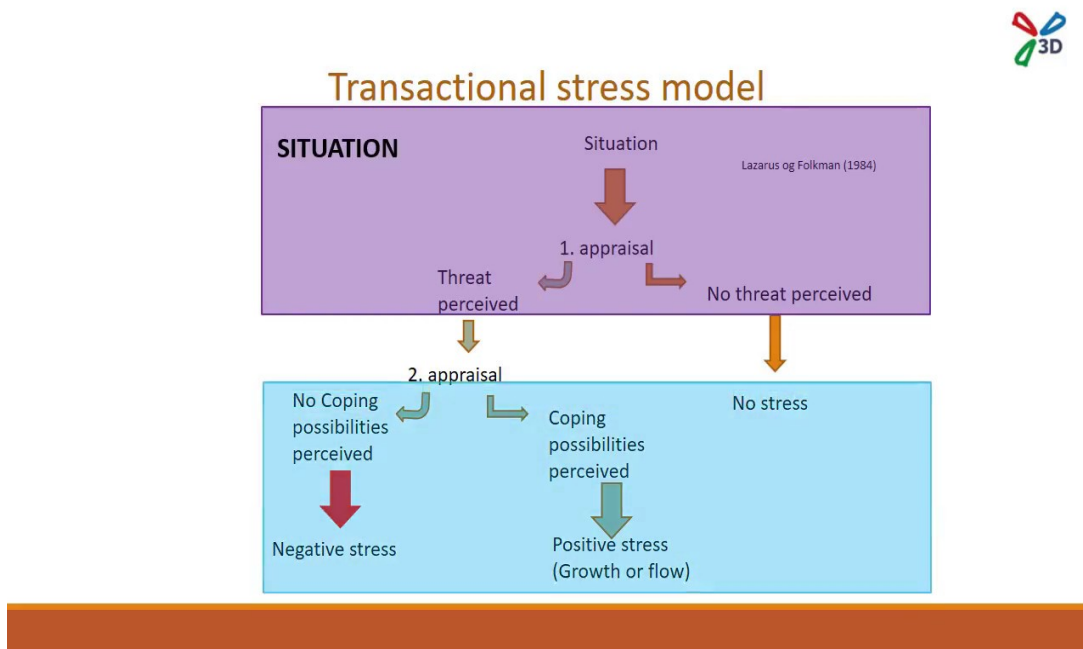 3D
Transactional stress model
SITUATION
Situation
Lazarus og Folkman (1984)
1. appraisal
Threat
perceived
No threat perceived
2. appraisal
No Coping
possibilities
perceived
Coping
possibilities
perceived
No stress
Negative stress
Positive stress
(Growth or flow)